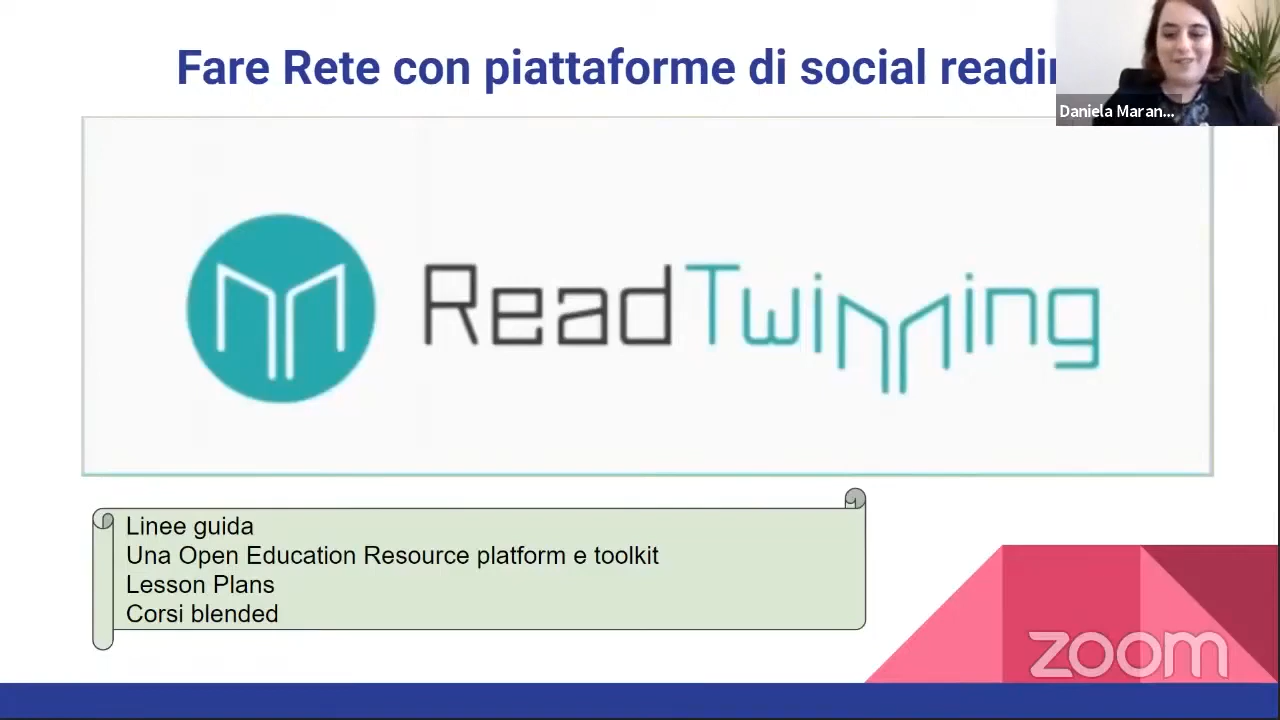 Fare Rete con piattaforme di social readin
Daniela Maran...
ReadTwinning
Linee guida
Una Open Education Resource platform e toolkit
Lesson Plans
Corsi blended
zoom